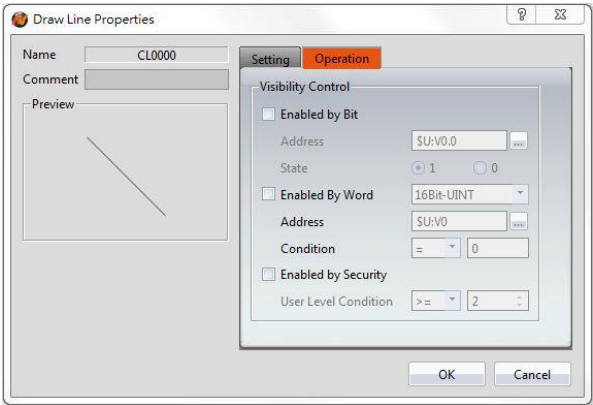 Draw Line Properties ?
Name CL0000
Comment
Preview
Setting Operation
Visibility Control
Enabled by Bit
Address $U:V0.0 ...
State 1 0
Enabled By Word 16Bit-UINT
Address $U:V0 ...
Condition = 0
Enabled by Security
User Level Condition >= 2
OK Cancel